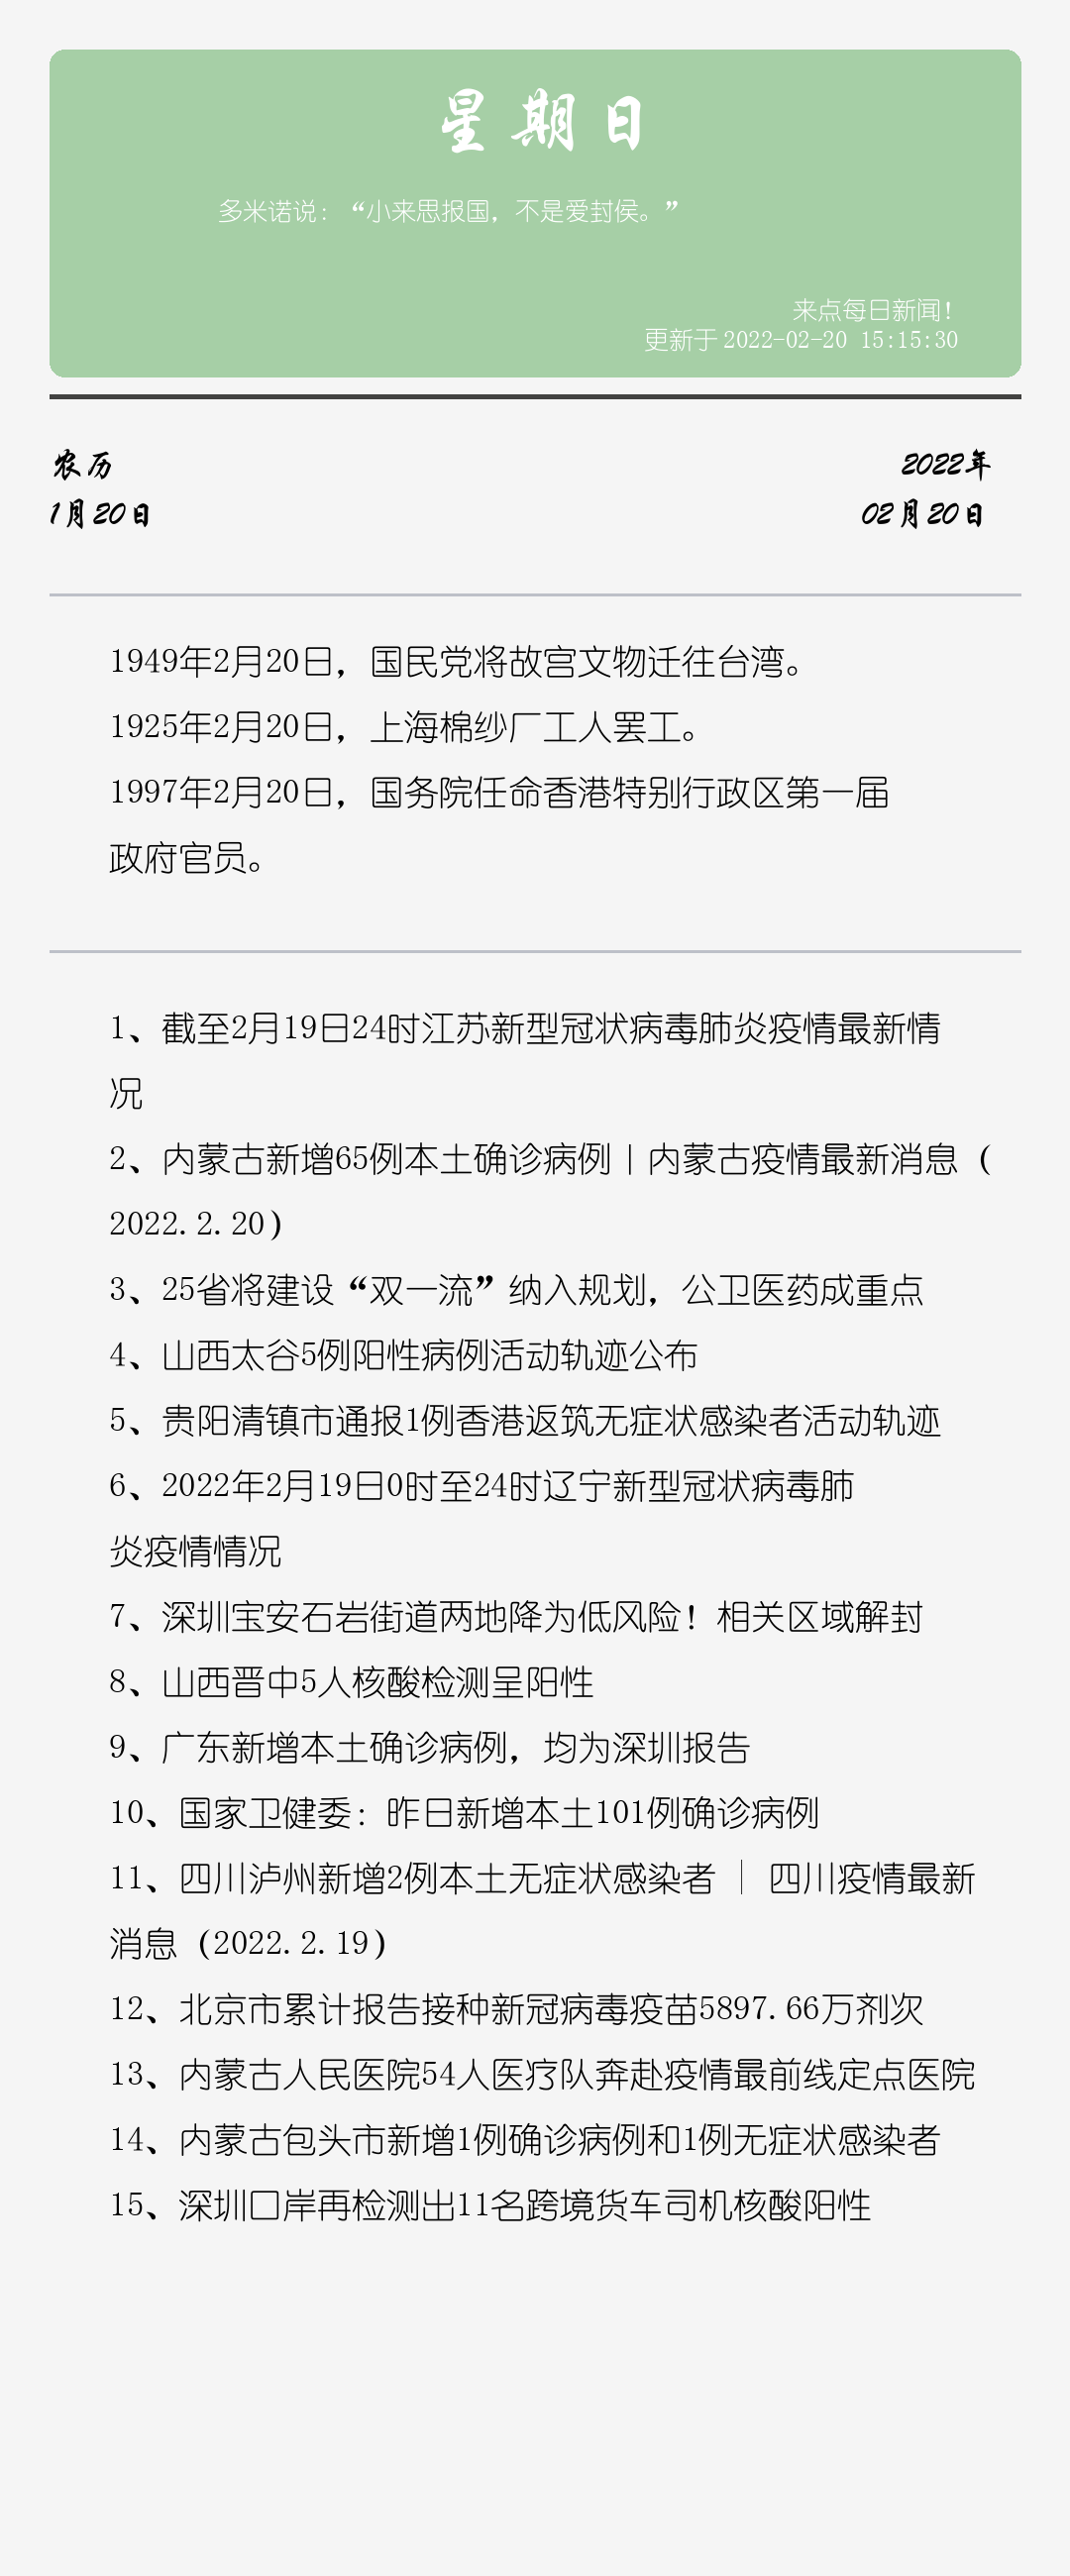 星期日
多米诺说：“小来思报国，不是爱封侯。”
来点每日新闻！
更新于 2022-02-20 15:15:30
农历
1月20日
2022年
02月20日
1949年2月20日，国民党将故宫文物迁往台湾。
1925年2月20日，上海棉纱厂工人罢工。
1997年2月20日，国务院任命香港特别行政区第一届
政府官员。
1、截至2月19日24时江苏新型冠状病毒肺炎疫情最新情
况
2、内蒙古新增65例本土确诊病例丨内蒙古疫情最新消息（
2022.2.20）
3、25省将建设“双一流”纳入规划，公卫医药成重点
4、山西太谷5例阳性病例活动轨迹公布
5、贵阳清镇市通报1例香港返筑无症状感染者活动轨迹
6、2022年2月19日0时至24时辽宁新型冠状病毒肺
炎疫情情况
7、深圳宝安石岩街道两地降为低风险！相关区域解封
8、山西晋中5人核酸检测呈阳性
9、广东新增本土确诊病例，均为深圳报告
10、国家卫健委：昨日新增本土101例确诊病例
11、四川泸州新增2例本土无症状感染者 │ 四川疫情最新
消息（2022.2.19）
12、北京市累计报告接种新冠病毒疫苗5897.66万剂次
13、内蒙古人民医院54人医疗队奔赴疫情最前线定点医院
14、内蒙古包头市新增1例确诊病例和1例无症状感染者
15、深圳口岸再检测出11名跨境货车司机核酸阳性